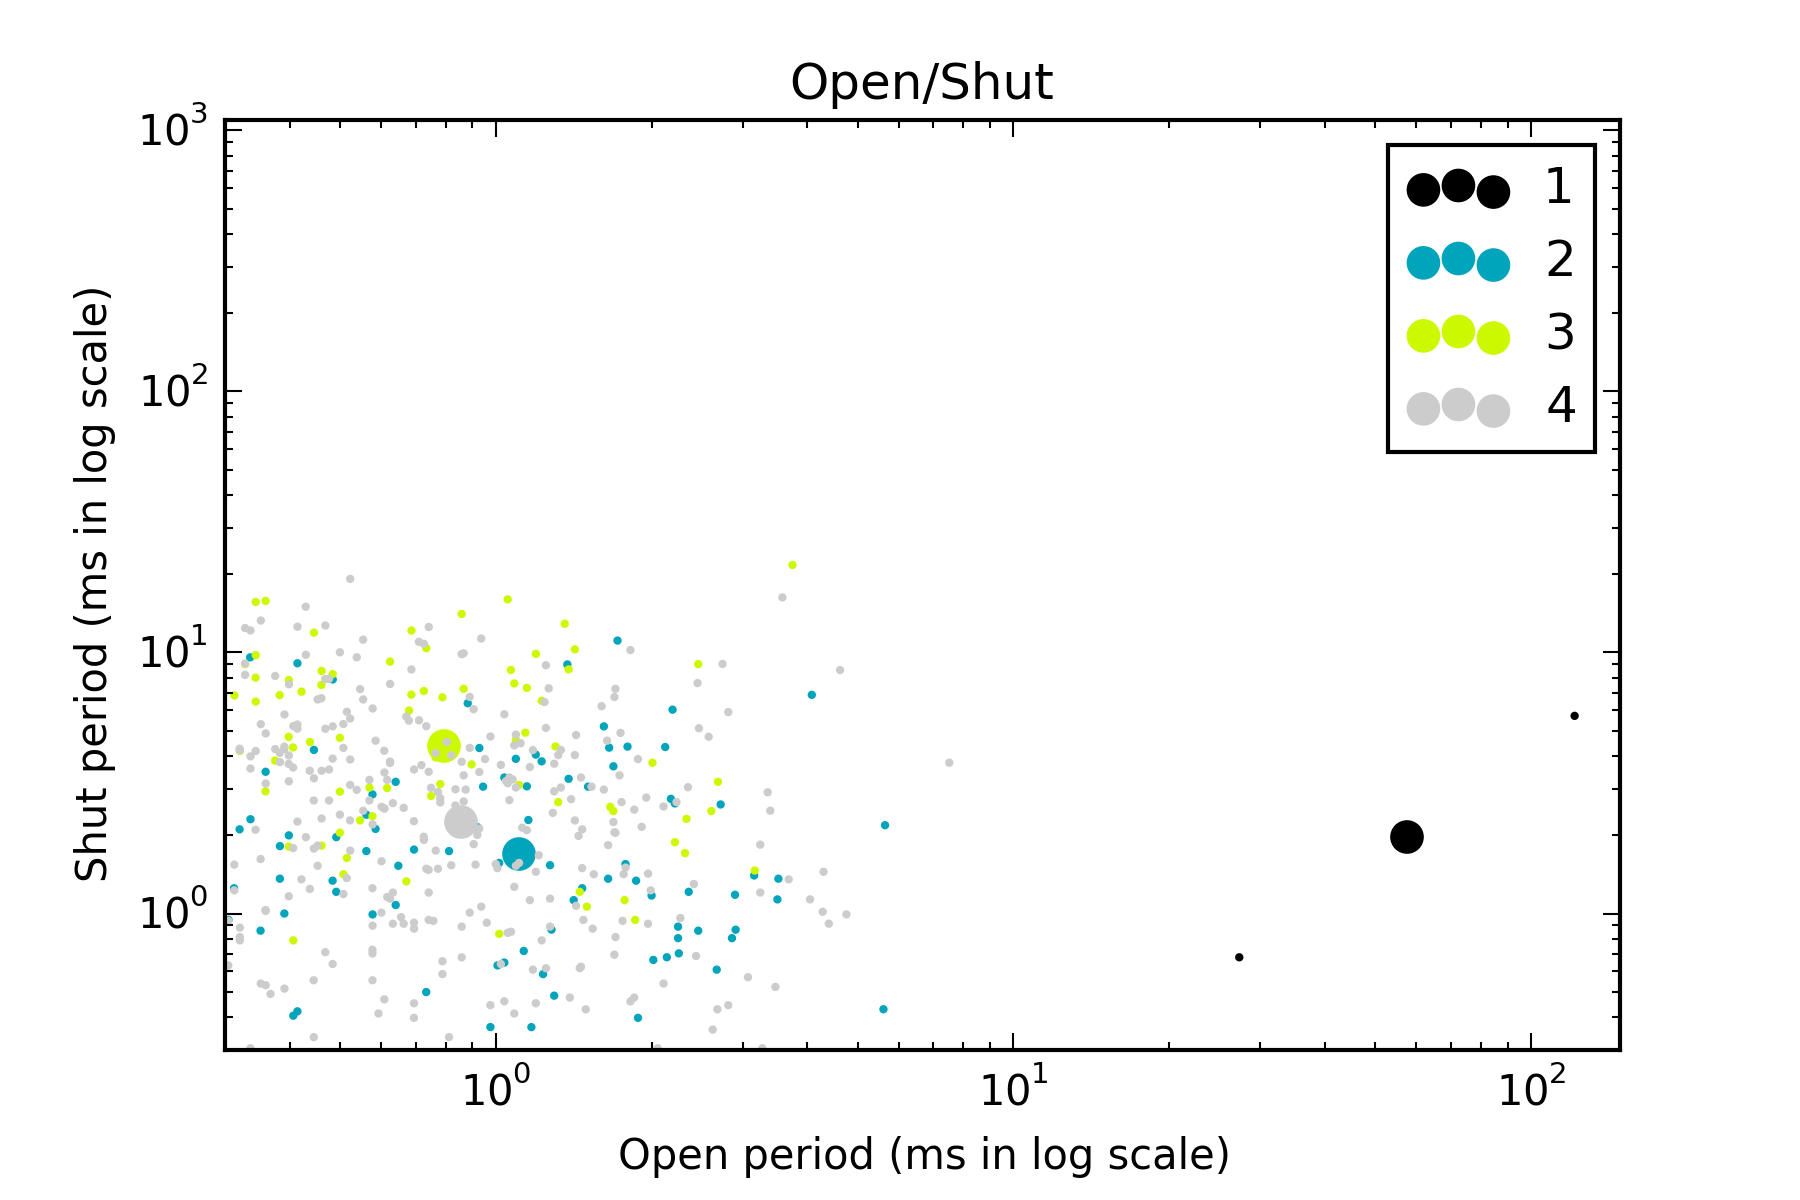 Open/Shut
10³
10²
10¹
10⁰
Shut period (ms in log scale)
1
2
3
4
10⁰ 10¹ 10²
Open period (ms in log scale)